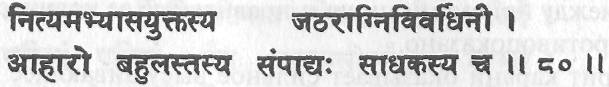 नित्यमभ्यासयुक्तस्य जठराग्निविवर्धिनी ।
आहारो बहुलस्तस्य संपाद्यः साधकस्य च ॥ ८० ॥